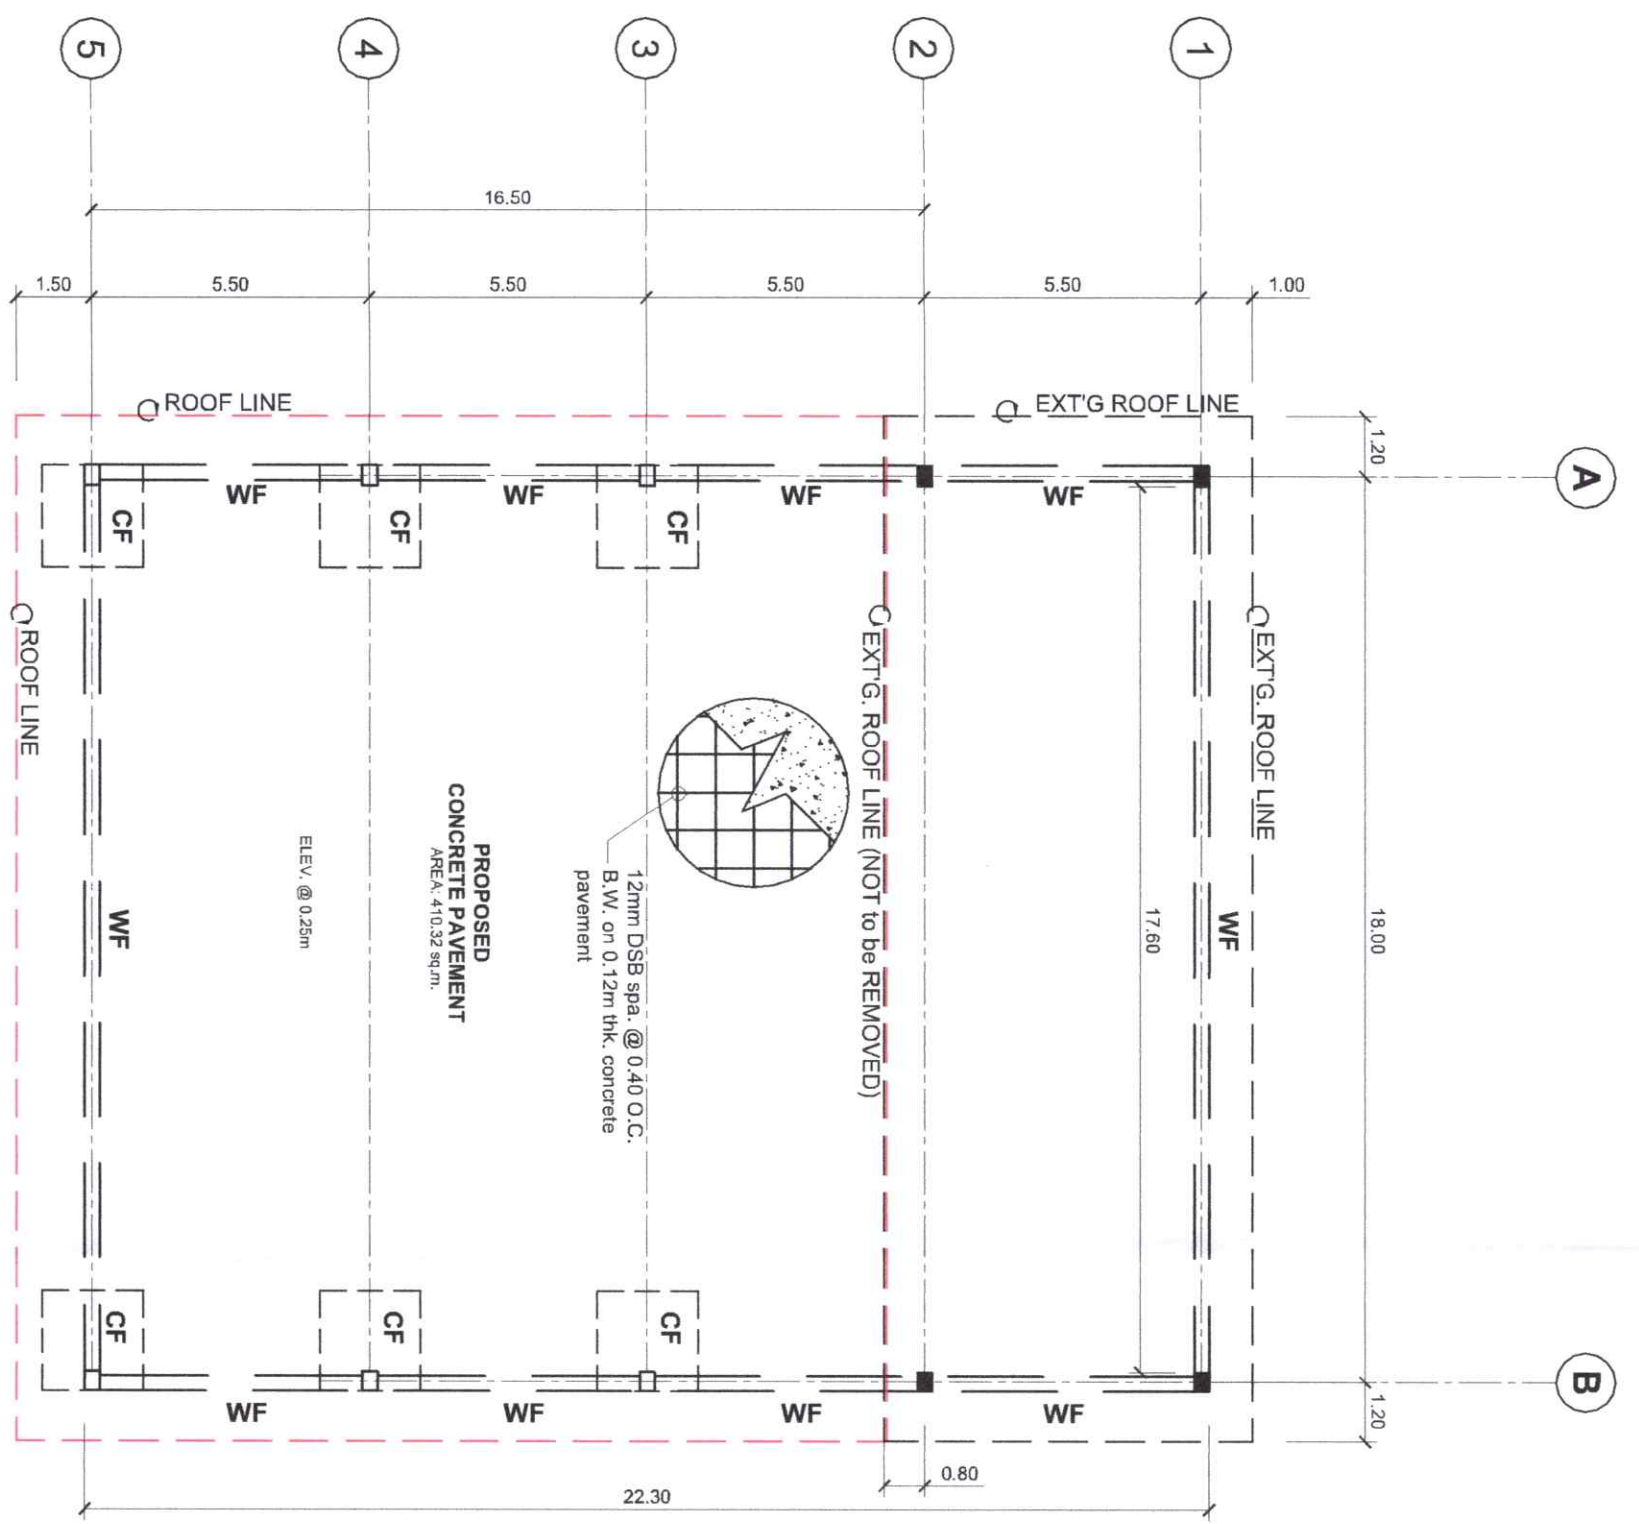 5
4
3
2
1
16.50
1.50
5.50
5.50
5.50
5.50
1.00
ROOF LINE
EXT'G ROOF LINE
1.20
A
WF
WF
WF
WF
CF
CF
CF
ROOF LINE
EXT'G. ROOF LINE (NOT to be REMOVED)
EXT'G. ROOF LINE
PROPOSED
CONCRETE PAVEMENT
AREA: 410.32 sq.m.
ELEV. @ 0.25m
12mm DSB spa. @ 0.40 O.C.
B.W. on 0.12m thk. concrete
pavement
WF
17.60
WF
18.00
CF
CF
CF
B
WF
WF
WF
WF
1.20
0.80
22.30